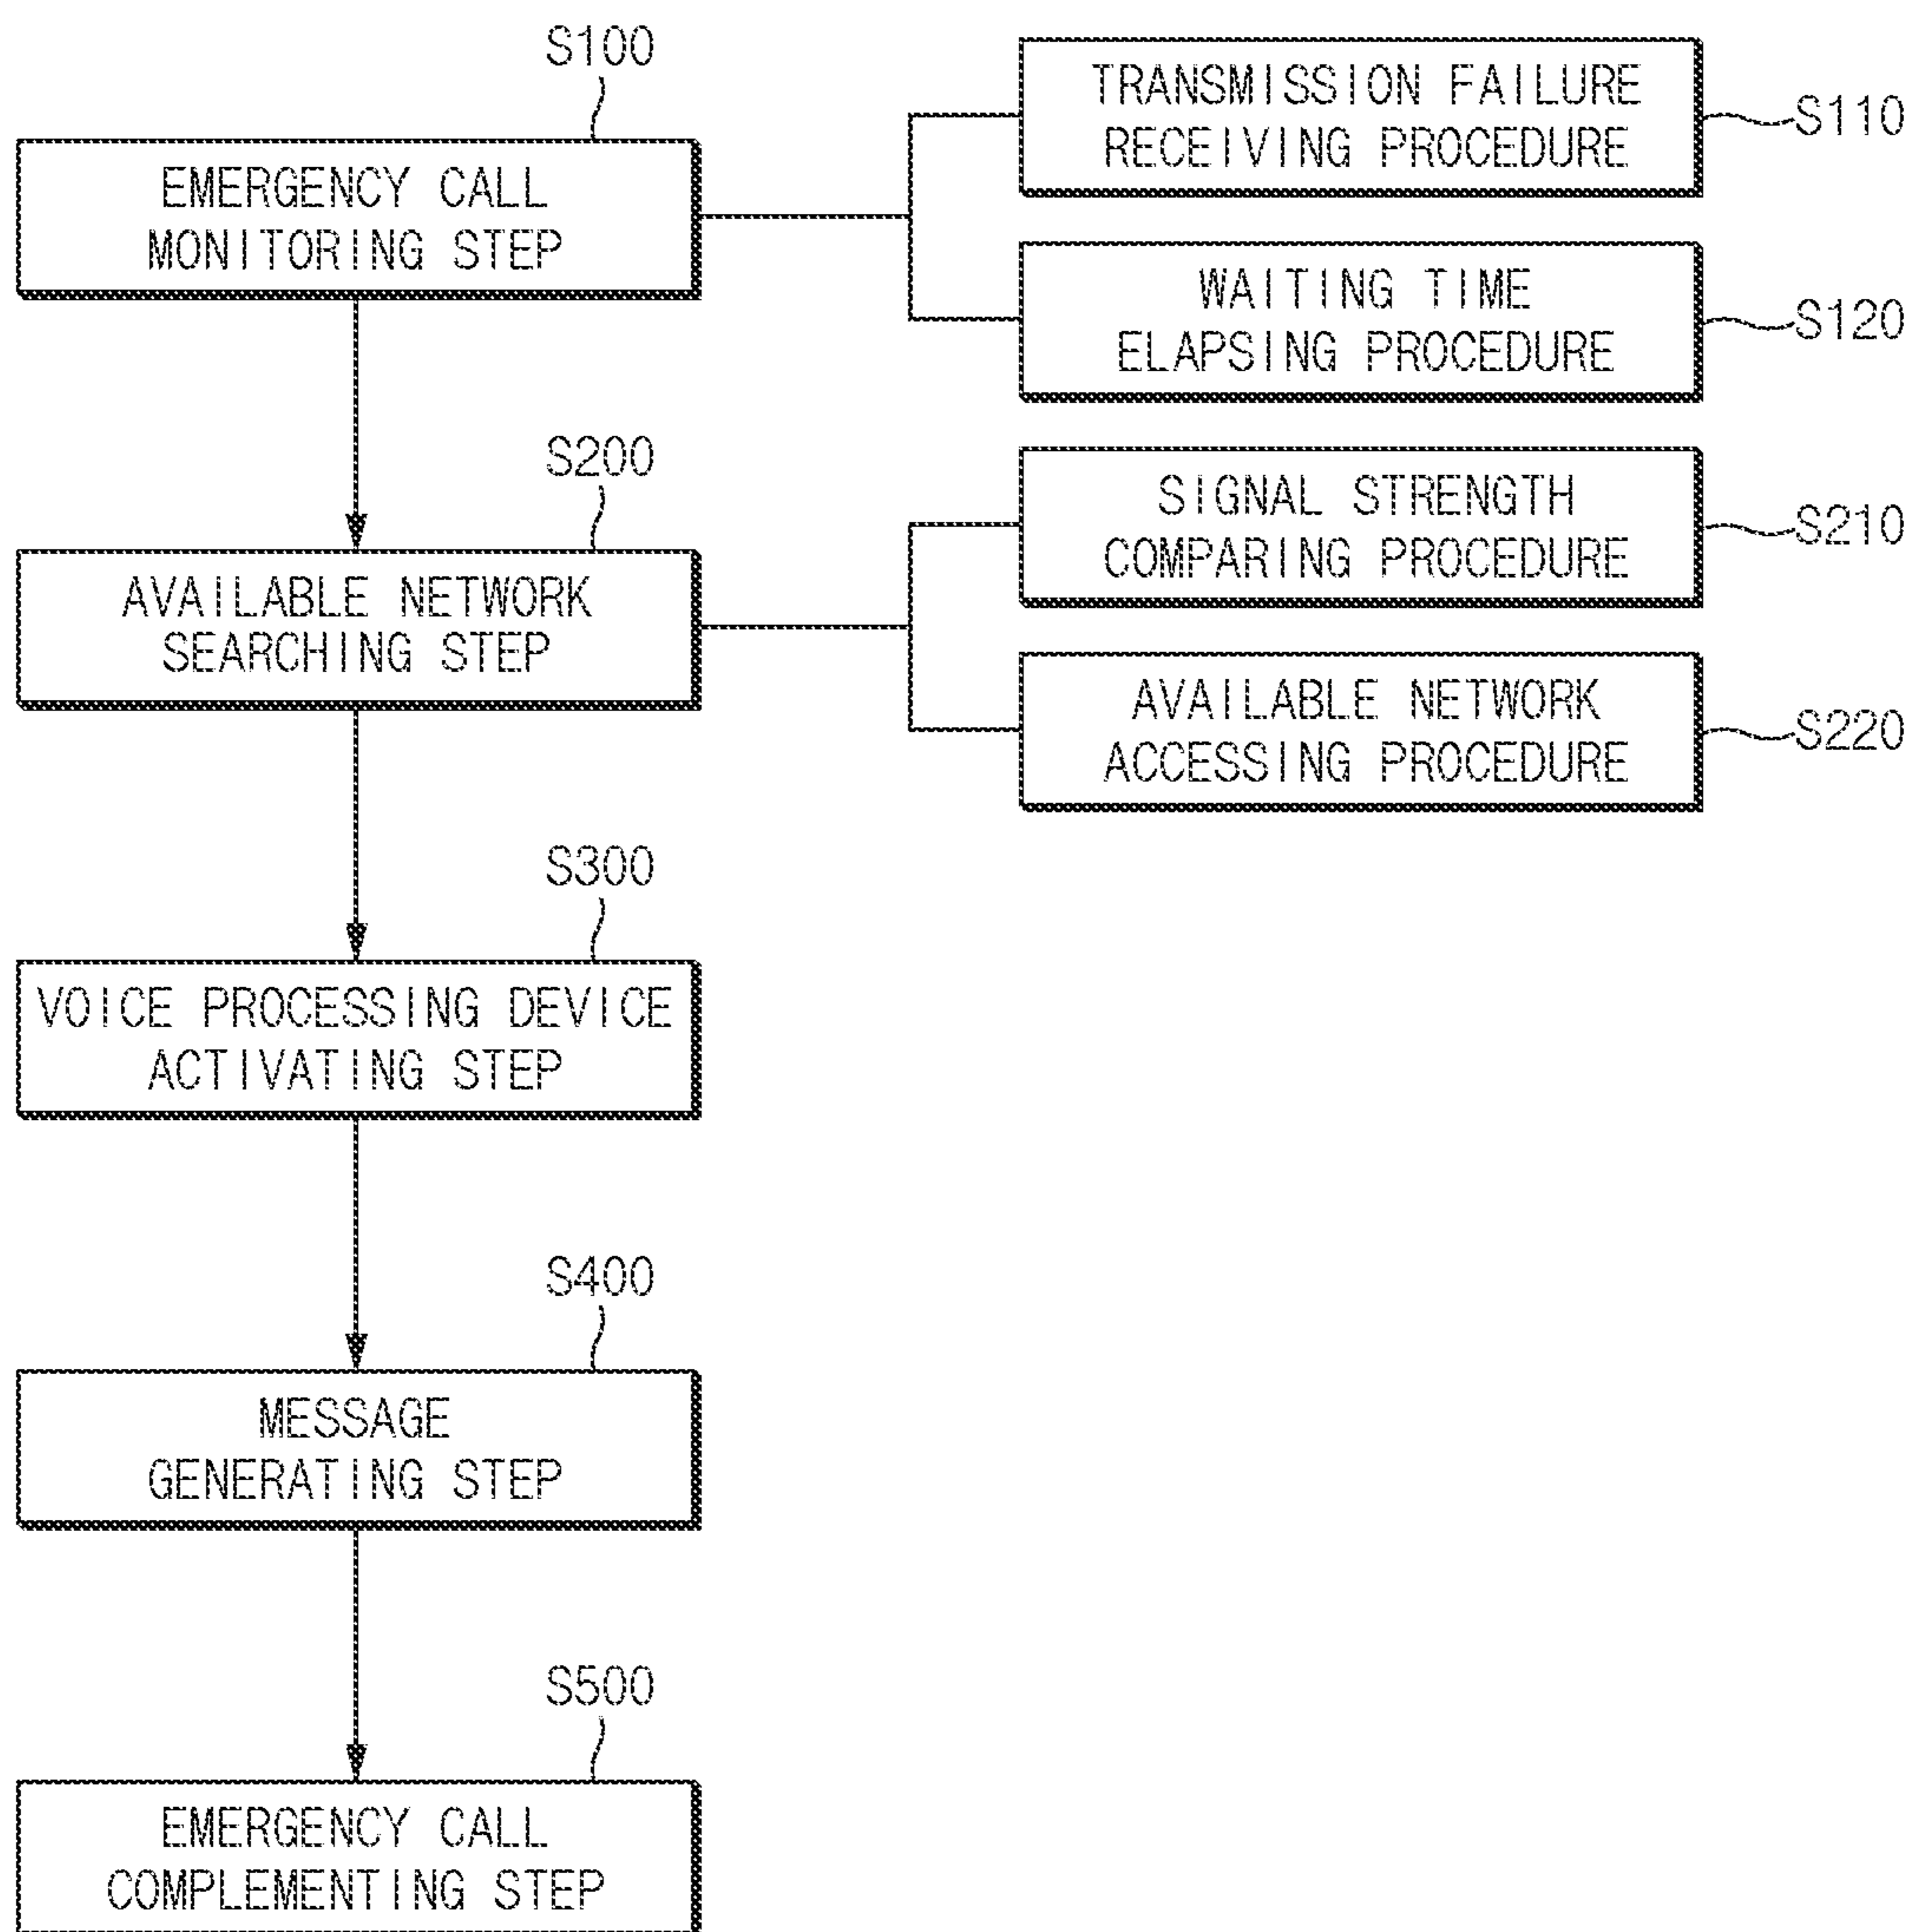 S100
EMERGENCY CALL
MONITORING STEP
TRANSMISSION FAILURE
RECEIVING PROCEDURE
S110
WAITING TIME
ELAPSING PROCEDURE
S120
S200
AVAILABLE NETWORK
SEARCHING STEP
SIGNAL STRENGTH
COMPARING PROCEDURE
S210
AVAILABLE NETWORK
ACCESSING PROCEDURE
S220
S300
VOICE PROCESSING DEVICE
ACTIVATING STEP
S400
MESSAGE
GENERATING STEP
S500
EMERGENCY CALL
COMPLEMENTING STEP